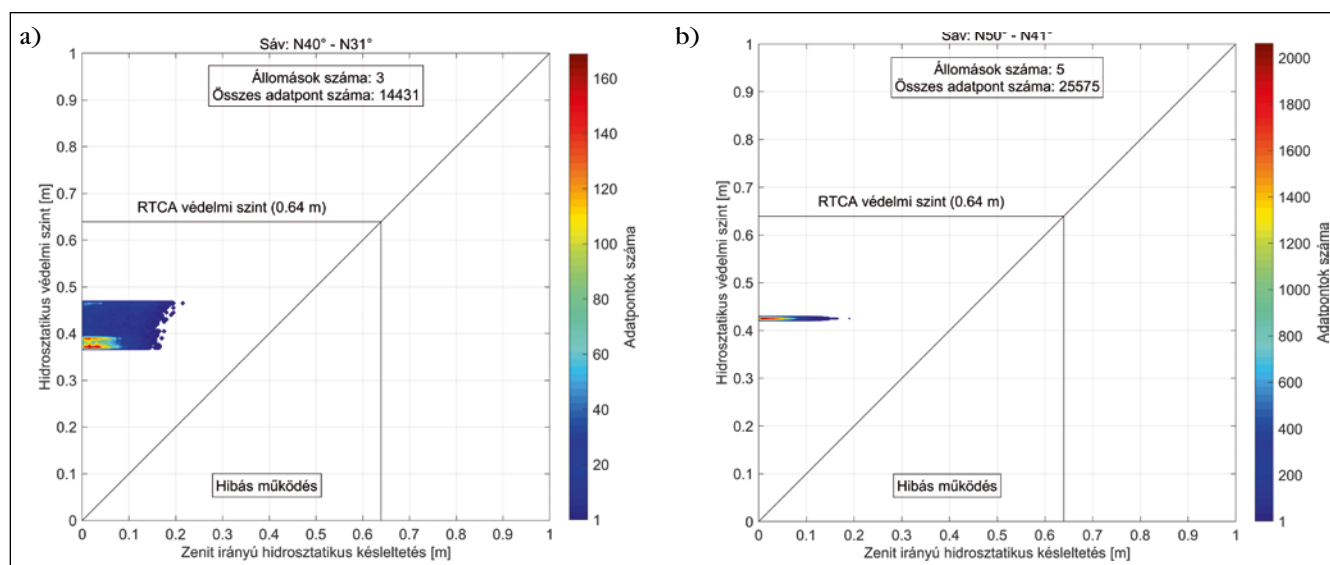 a)
Sáv: N40° - N31°
Állomások száma: 3
Összes adatpont száma: 14431
RTCA védelmi szint (0.64 m)
Hibás működés
Hidrosztatikus védelmi szint [m]
1
0.9
0.8
0.7
0.6
0.5
0.4
0.3
0.2
0.1
0
0 0.1 0.2 0.3 0.4 0.5 0.6 0.7 0.8 0.9 1
Zenit irányú hidrosztatikus késleltetés [m]
160
140
120
100
80
60
40
20
1
Adatpontok száma
b)
Sáv: N50° - N41°
Állomások száma: 5
Összes adatpont száma: 25575
RTCA védelmi szint (0.64 m)
Hibás működés
Hidrosztatikus védelmi szint [m]
1
0.9
0.8
0.7
0.6
0.5
0.4
0.3
0.2
0.1
0
0 0.1 0.2 0.3 0.4 0.5 0.6 0.7 0.8 0.9 1
Zenit irányú hidrosztatikus késleltetés [m]
2000
1800
1600
1400
1200
1000
800
600
400
200
1
Adatpontok száma